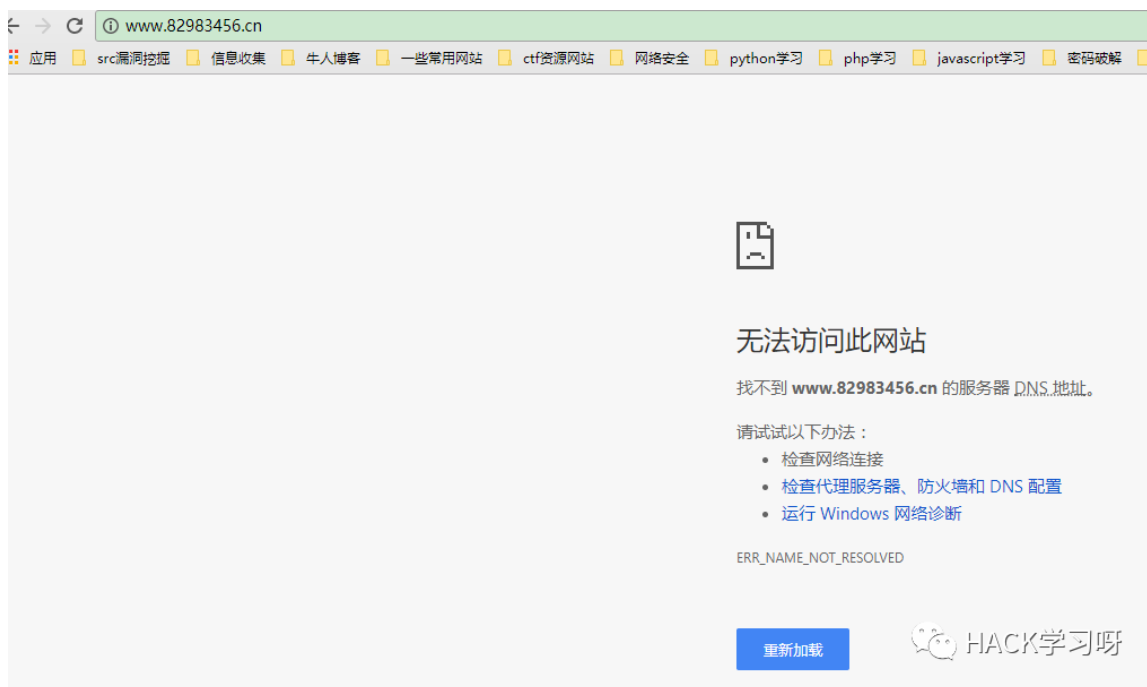 www.82983456.cn
应用 src漏洞挖掘 信息收集 牛人博客 一些常用网站 ctf资源网站 网络安全 python学习 php学习 javascript学习 密码破解
无法访问此网站
找不到 www.82983456.cn 的服务器 DNS 地址。
请试试以下办法：
• 检查网络连接
• 检查代理服务器、防火墙和 DNS 配置
• 运行 Windows 网络诊断
ERR_NAME_NOT_RESOLVED
重新加载
HACK学习呀